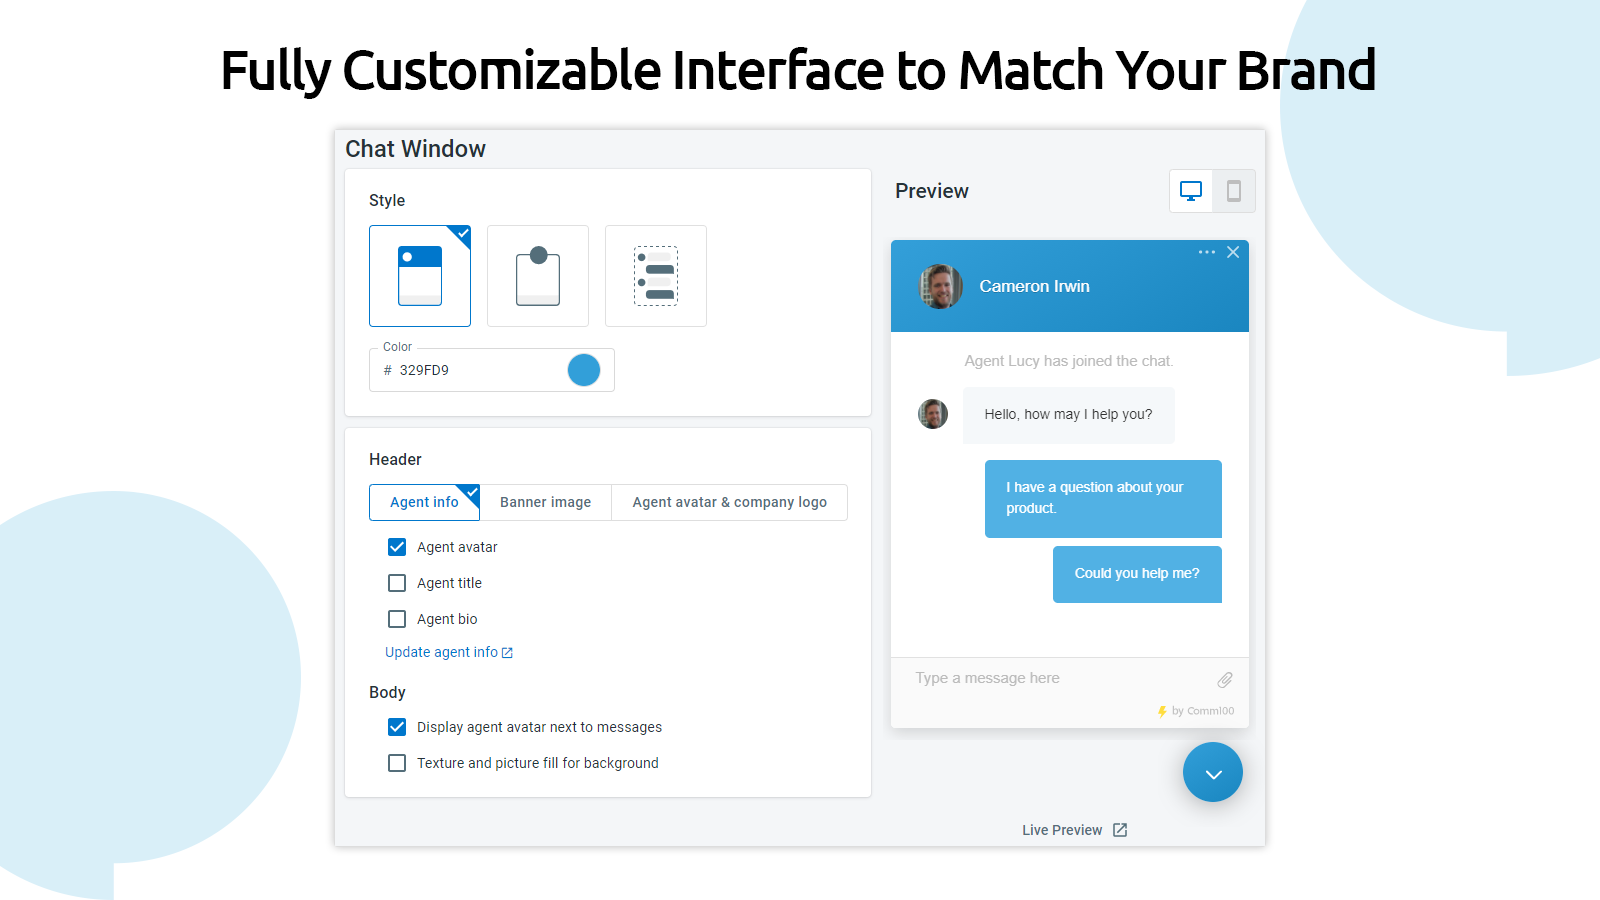 Fully Customizable Interface to Match Your Brand
Chat Window
Style
Color
# 329FD9
Header
Agent info
Banner image
Agent avatar & company logo
Agent avatar
Agent title
Agent bio
Update agent info
Body
Display agent avatar next to messages
Texture and picture fill for background
Preview
Cameron Irwin
Agent Lucy has joined the chat.
Hello, how may I help you?
I have a question about your
product.
Could you help me?
Type a message here
by Comm100
Live Preview